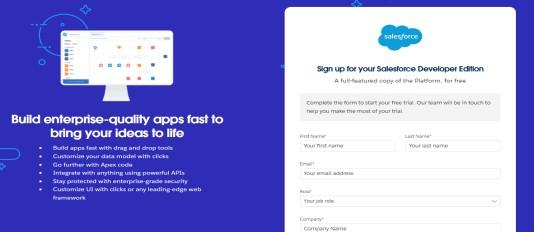 Build enterprise-quality apps fast to
bring your ideas to life
• Build apps fast with drag and drop tools
• Customize your data model with clicks
• Go further with Apex code
• Integrate with anything using powerful APIs
• Stay protected with enterprise-grade security
• Customize UI with clicks or any leading-edge web
framework
salesforce
Sign up for your Salesforce Developer Edition
A full-featured copy of the Platform, for free
Complete the form to start your free trial. Our team will be in touch to
help you make the most of your trial.
First Name* Last Name*
Your first name Your last name
Email*
Your email address
Role*
Your job role
Company*
Company Name